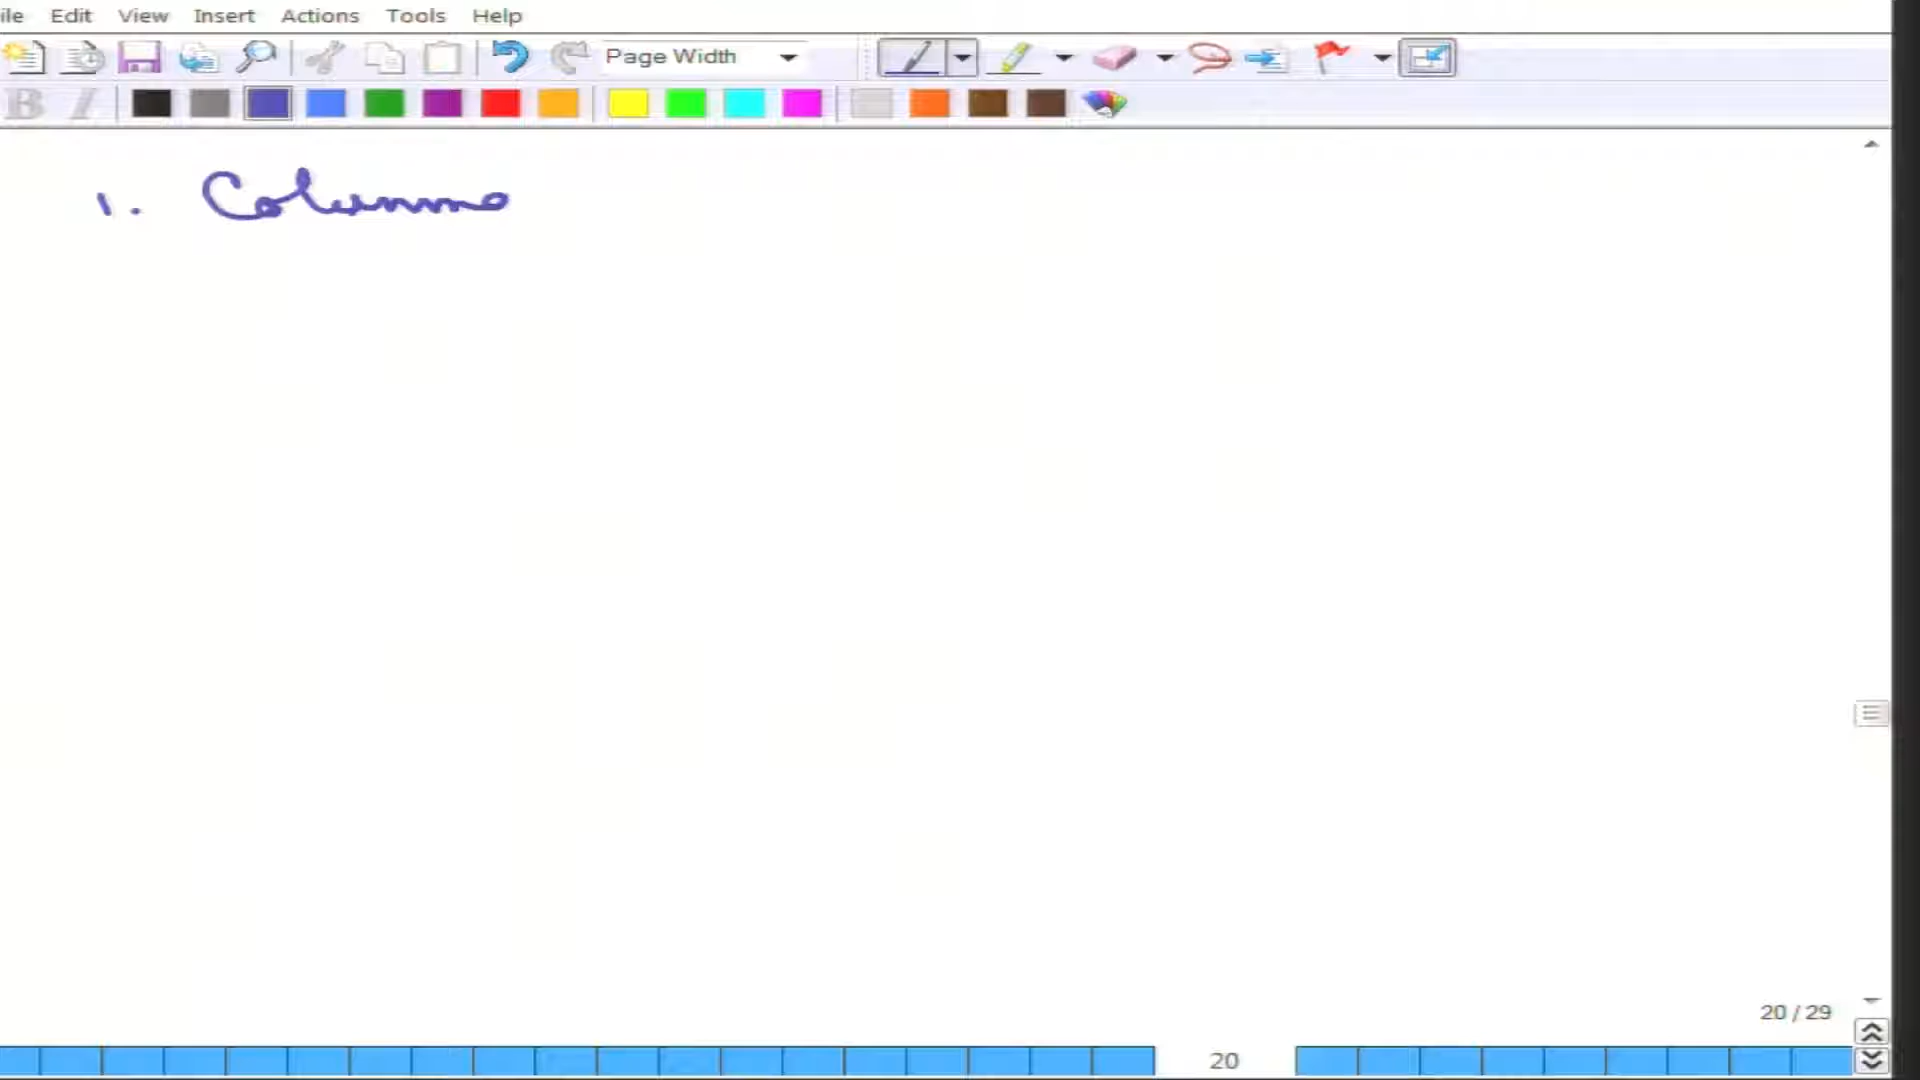 ile Edit View Insert Actions Tools Help
Page Width
B I
1. Columns
20 / 29
20